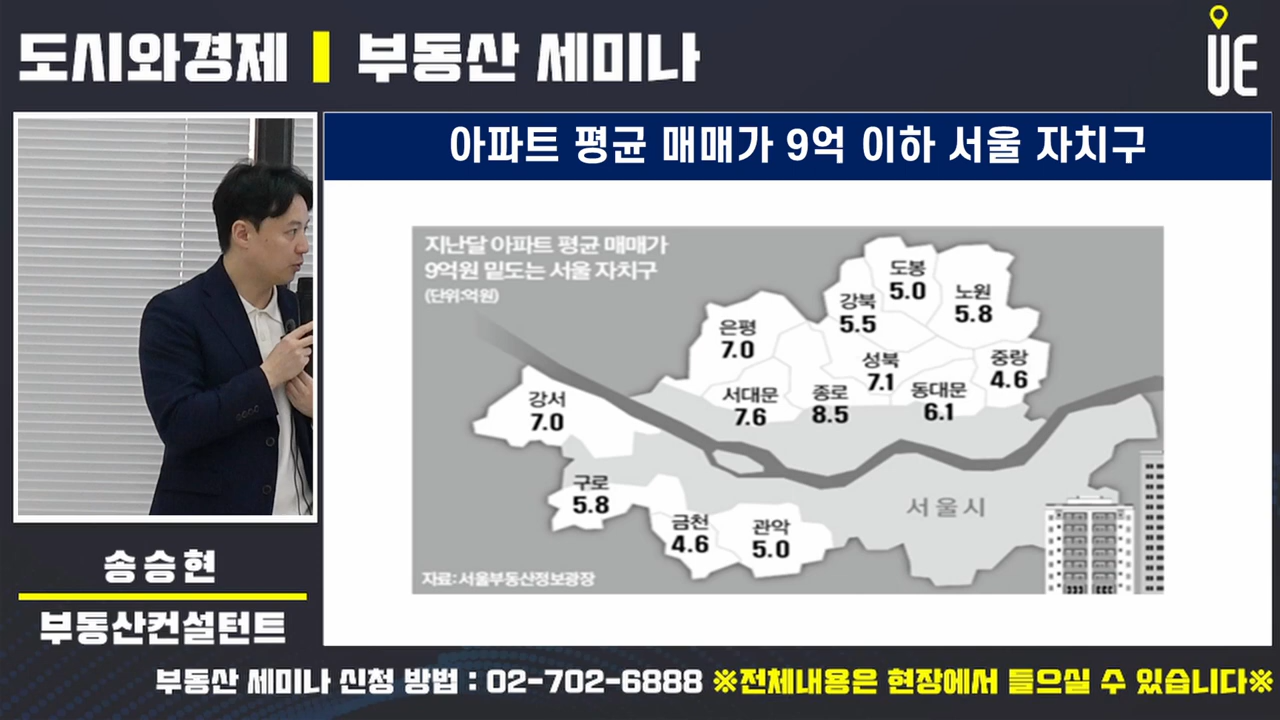 도시와경제 | 부동산 세미나
UE
아파트 평균 매매가 9억 이하 서울 자치구
지난달 아파트 평균 매매가
9억원 밑도는 서울 자치구
(단위:억원)
도봉
5.0
강북
5.5
노원
5.8
은평
7.0
성북
7.1
중랑
4.6
서대문
7.6
종로
8.5
동대문
6.1
강서
7.0
구로
5.8
금천
4.6
관악
5.0
서울시
자료:서울부동산정보광장
송승현
부동산컨설턴트
부동산 세미나 신청 방법 : 02-702-6888 ※전체내용은 현장에서 들으실 수 있습니다※